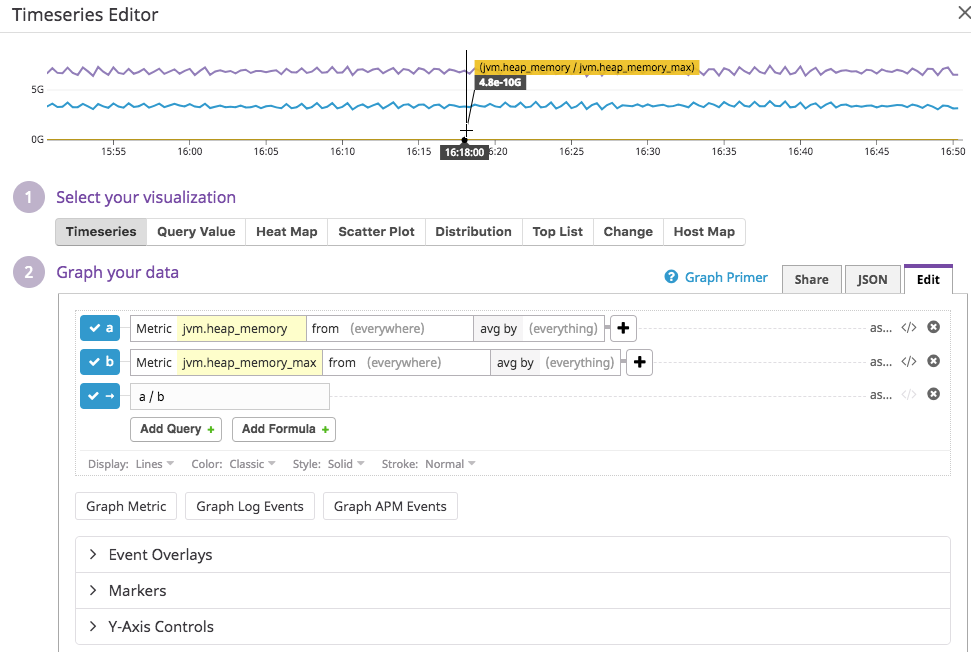 Timeseries Editor
(jvm.heap_memory / jvm.heap_memory_max)
4.8e-10G
5G
0G
15:55 16:00 16:05 16:10 16:15 16:18:00 6:20 16:25 16:30 16:35 16:40 16:45 16:50
1 Select your visualization
Timeseries Query Value Heat Map Scatter Plot Distribution Top List Change Host Map
2 Graph your data
? Graph Primer Share JSON Edit
a Metric jvm.heap_memory from (everywhere) avg by (everything) + as... </>
b Metric jvm.heap_memory_max from (everywhere) avg by (everything) + as... </>
→ a / b as... </>
Add Query + Add Formula +
Display: Lines Color: Classic Style: Solid Stroke: Normal
Graph Metric Graph Log Events Graph APM Events
Event Overlays
Markers
Y-Axis Controls